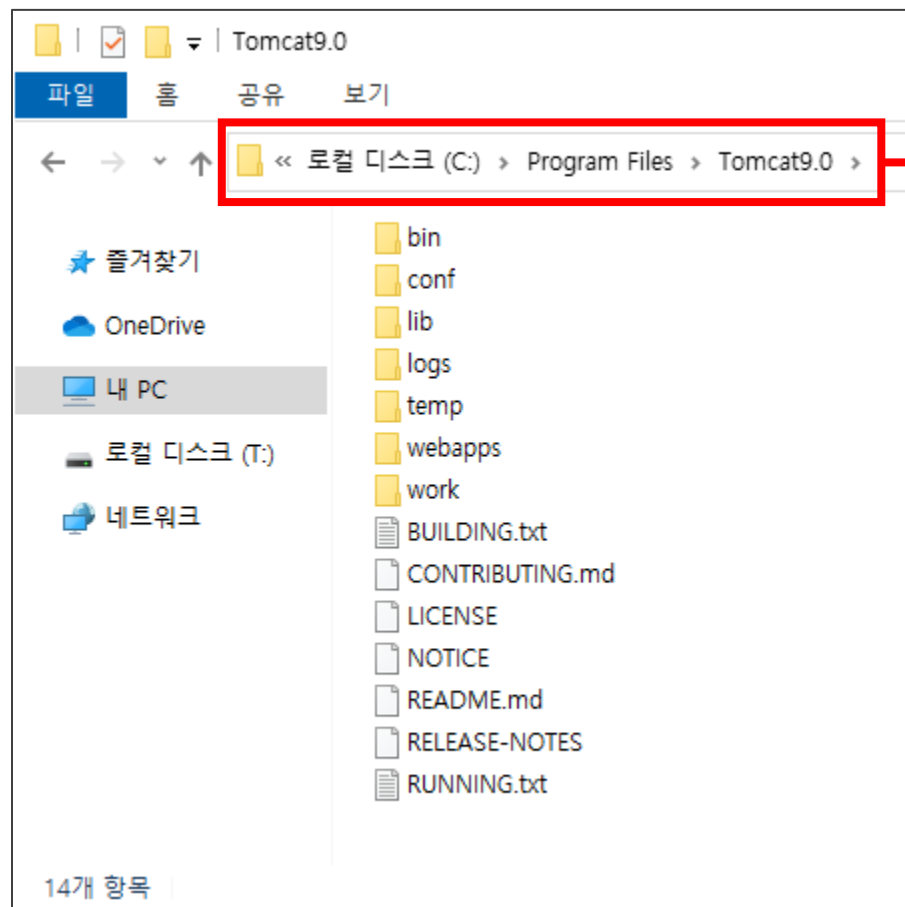 Tomcat9.0
파일 홈 공유 보기
« 로컬 디스크 (C:) > Program Files > Tomcat9.0 >
즐겨찾기
OneDrive
내 PC
로컬 디스크 (T:)
네트워크
bin
conf
lib
logs
temp
webapps
work
BUILDING.txt
CONTRIBUTING.md
LICENSE
NOTICE
README.md
RELEASE-NOTES
RUNNING.txt
14개 항목